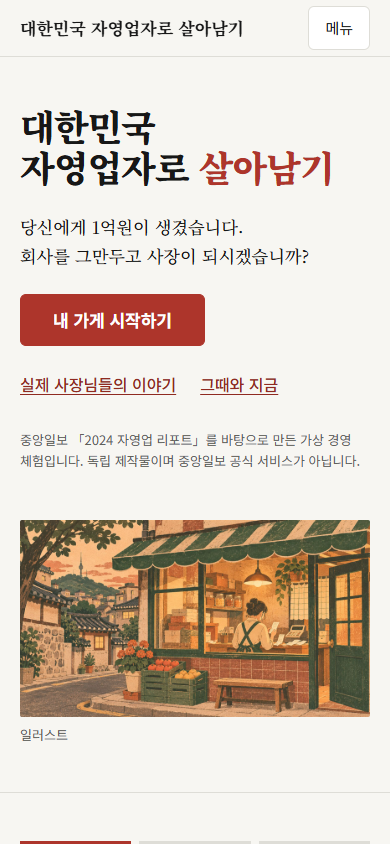 대한민국 자영업자로 살아남기
메뉴
대한민국
자영업자로 살아남기
당신에게 1억원이 생겼습니다.
회사를 그만두고 사장이 되시겠습니까?
내 가게 시작하기
실제 사장님들의 이야기 그때와 지금
중앙일보 「2024 자영업 리포트」를 바탕으로 만든 가상 경영
체험입니다. 독립 제작물이며 중앙일보 공식 서비스가 아닙니다.
일러스트